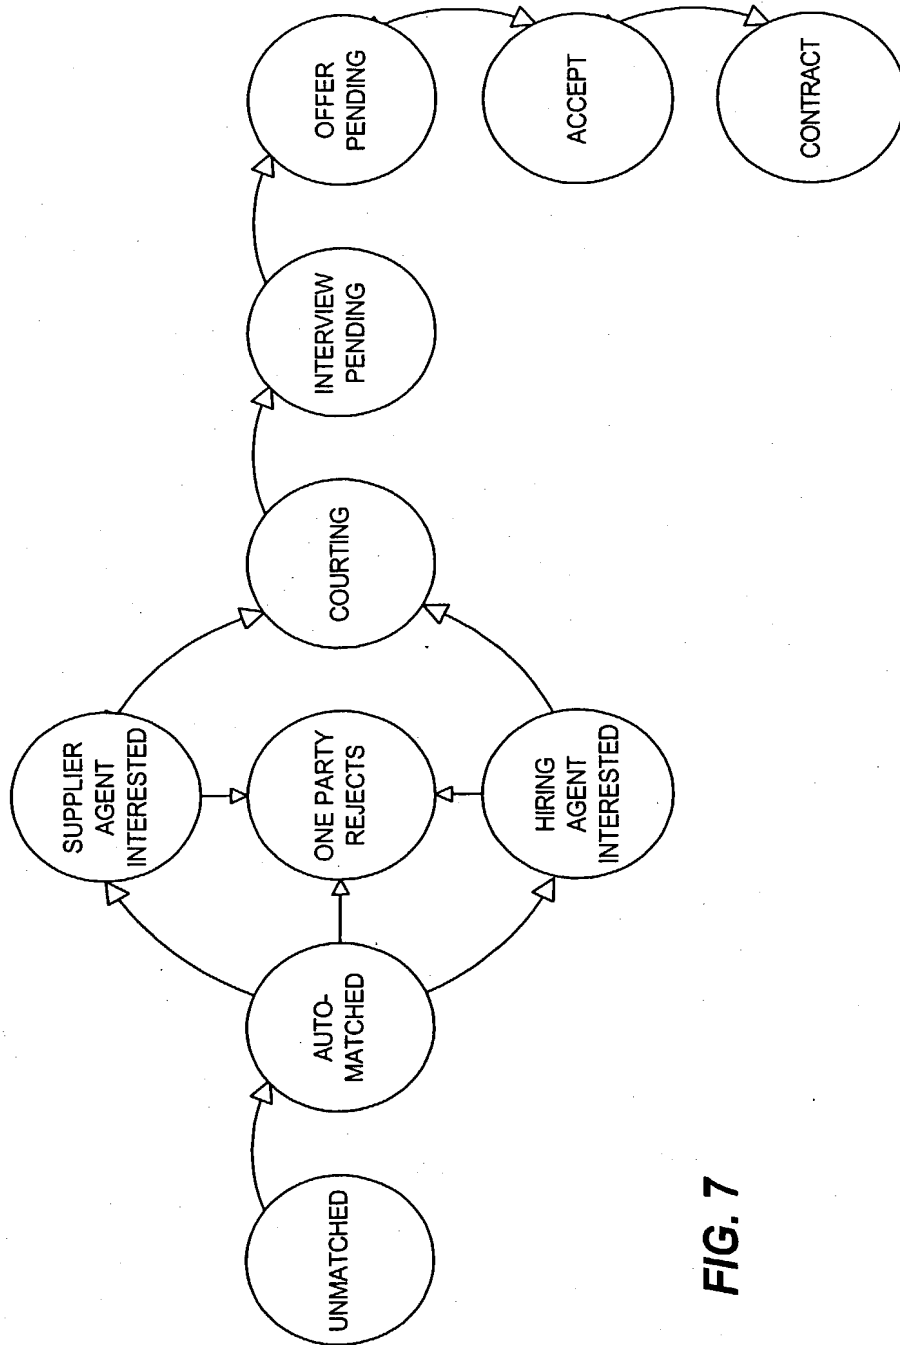 UNMATCHED
AUTO-
MATCHED
SUPPLIER
AGENT
INTERESTED
ONE PARTY
REJECTS
HIRING
AGENT
INTERESTED
COURTING
INTERVIEW
PENDING
OFFER
PENDING
ACCEPT
CONTRACT
FIG. 7